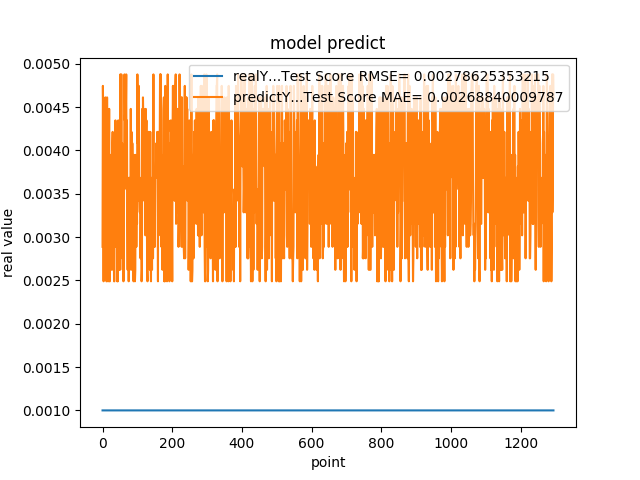 model predict
realY...Test Score RMSE= 0.00278625353215
predictY...Test Score MAE= 0.00268840009787
0.0050
0.0045
0.0040
0.0035
0.0030
0.0025
0.0020
0.0015
0.0010
real value
0 200 400 600 800 1000 1200
point